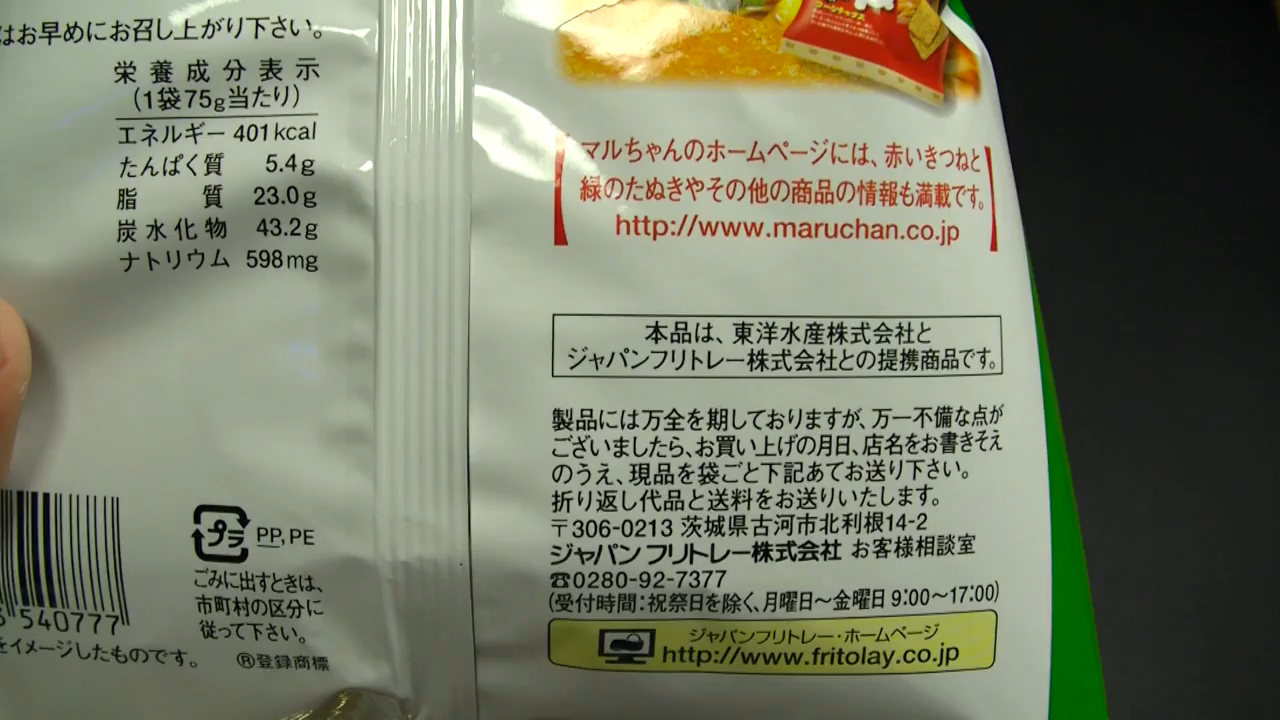 はお早めにお召し上がり下さい。
栄養成分表示
(1袋75g当たり)
エネルギー 401kcal
たんぱく質 5.4g
脂質 23.0g
炭水化物 43.2g
ナトリウム 598mg
540777
プラ
PP, PE
ごみに出すときは、
市町村の区分に
従って下さい。
をイメージしたものです。
®登録商標
マルちゃんのホームページには、赤いきつねと
緑のたぬきやその他の商品の情報も満載です。
http://www.maruchan.co.jp
本品は、東洋水産株式会社と
ジャパンフリトレー株式会社との提携商品です。
製品には万全を期しておりますが、万一不備な点が
ございましたら、お買い上げの月日、店名をお書きそえ
のうえ、現品を袋ごと下記あてお送り下さい。
折り返し代品と送料をお送りいたします。
〒306-0213 茨城県古河市北利根14-2
ジャパン フリトレー株式会社 お客様相談室
☎0280-92-7377
(受付時間：祝祭日を除く、月曜日～金曜日 9:00～17:00)
ジャパンフリトレー・ホームページ
http://www.fritolay.co.jp